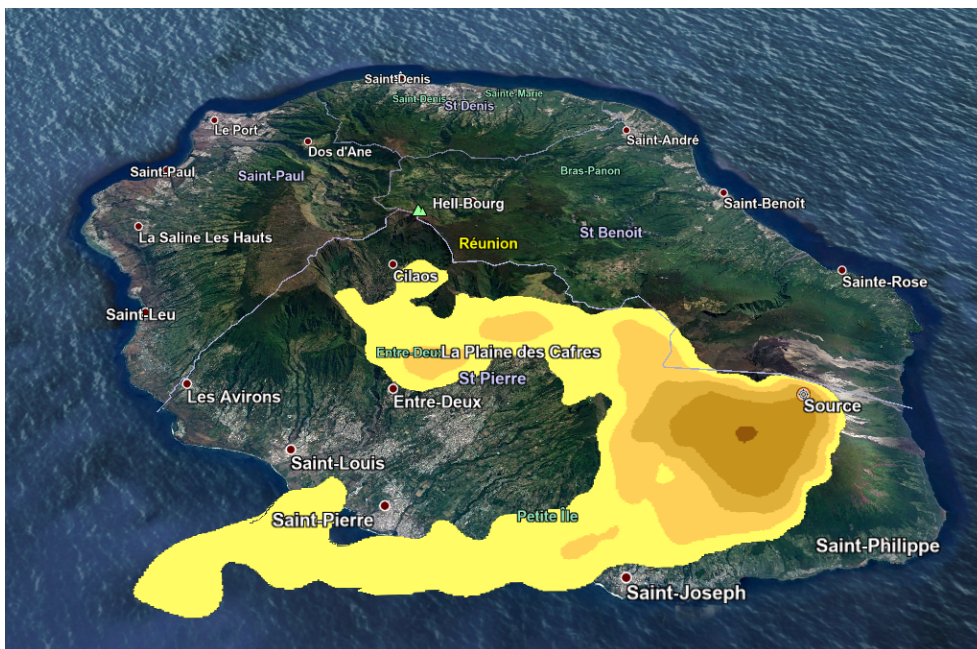 Saint-Denis
Sainte-Marie
Saint-Denis
St Denis
Le Port
Saint-André
Dos d'Ane
Saint-Paul
Saint-Paul
Bras-Panon
Hell-Bourg
Saint-Benoît
La Saline Les Hauts
St Benoit
Réunion
Cilaos
Sainte-Rose
Saint-Leu
Entre-Deux
La Plaine des Cafres
St Pierre
Les Avirons
Entre-Deux
Source
Saint-Louis
Saint-Pierre
Petite Île
Saint-Philippe
Saint-Joseph